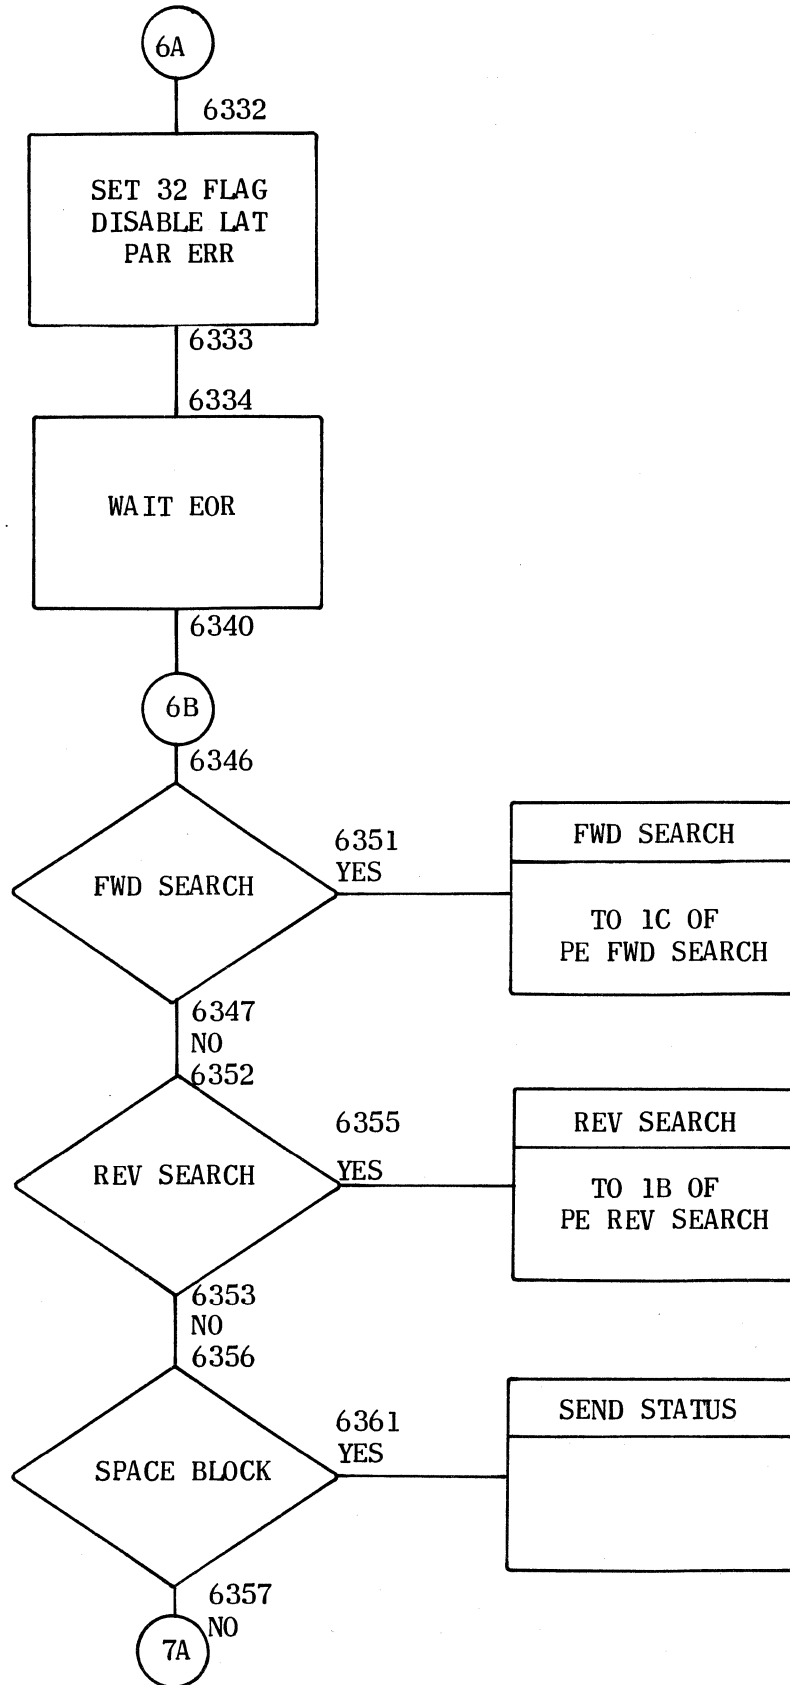 6A
6332
SET 32 FLAG
DISABLE LAT
PAR ERR
6333
6334
WAIT EOR
6340
6B
6346
FWD SEARCH
6351
YES
FWD SEARCH
TO 1C OF
PE FWD SEARCH
6347
NO
6352
REV SEARCH
6355
YES
REV SEARCH
TO 1B OF
PE REV SEARCH
6353
NO
6356
SPACE BLOCK
6361
YES
SEND STATUS
6357
NO
7A